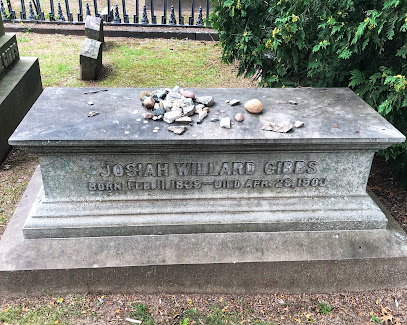 JOSIAH WILLARD GIBBS
BORN FEB. 11. 1839 — DIED APR. 28. 1903